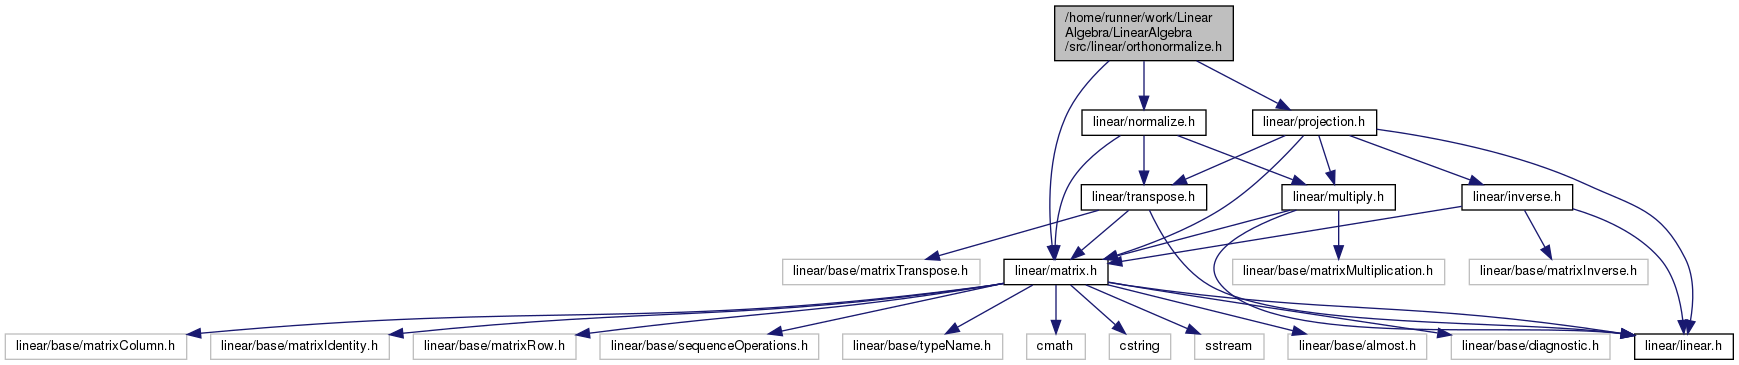 /home/runner/work/Linear
Algebra/LinearAlgebra
/src/linear/orthonormalize.h
linear/normalize.h
linear/projection.h
linear/transpose.h
linear/multiply.h
linear/inverse.h
linear/base/matrixTranspose.h
linear/matrix.h
linear/base/matrixMultiplication.h
linear/base/matrixInverse.h
linear/base/matrixColumn.h
linear/base/matrixIdentity.h
linear/base/matrixRow.h
linear/base/sequenceOperations.h
linear/base/typeName.h
cmath
cstring
sstream
linear/base/almost.h
linear/base/diagnostic.h
linear/linear.h